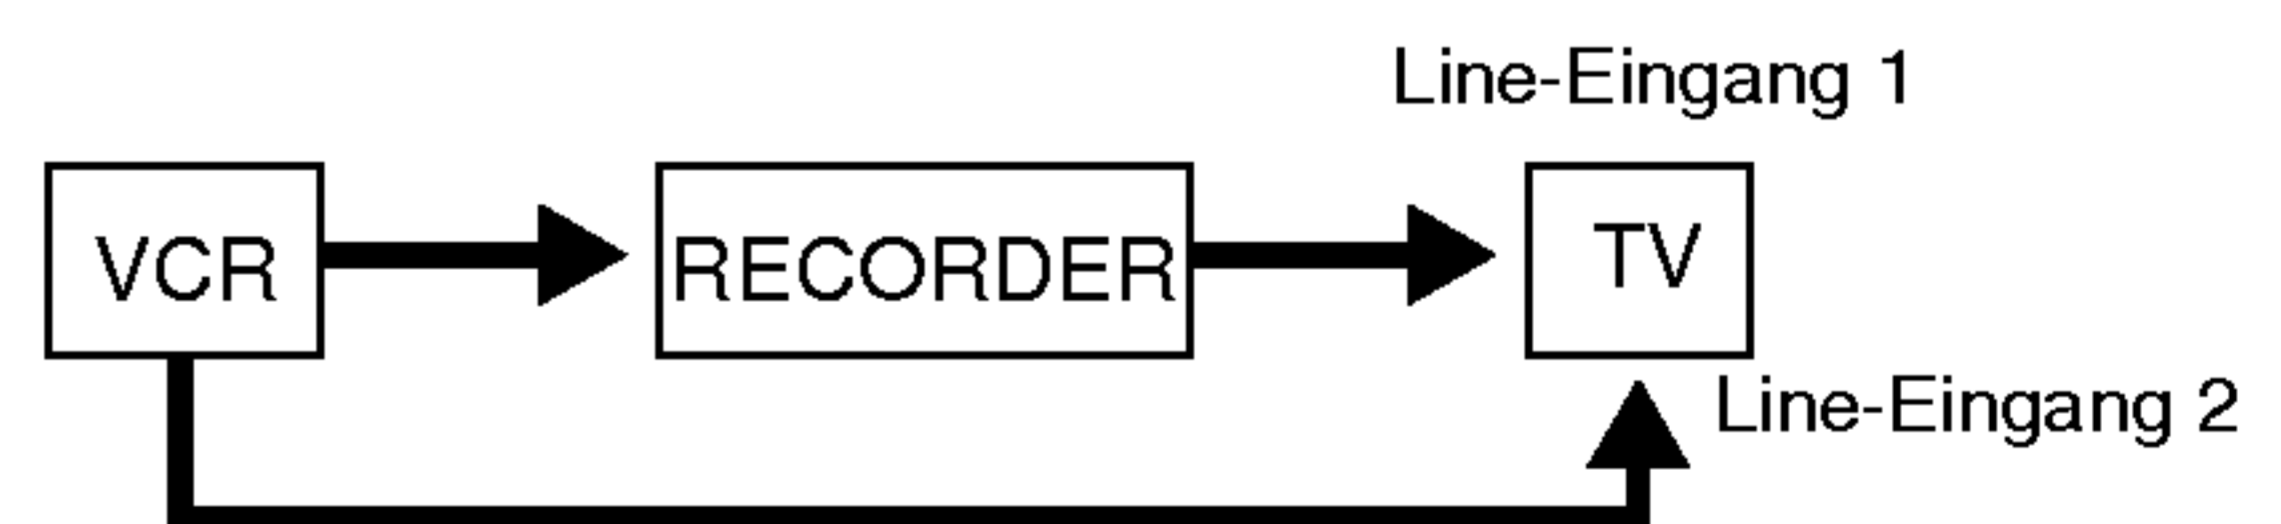 Line-Eingang 1
VCR
RECORDER
TV
Line-Eingang 2